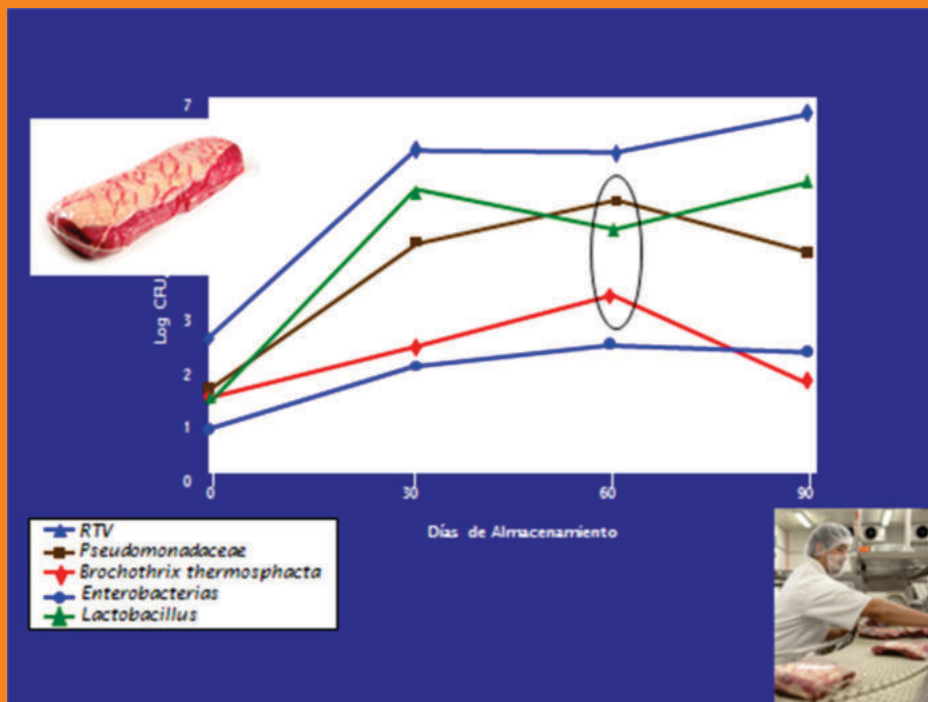 7
Log CFU
3
2
1
0
0 30 60 90
Días de Almacenamiento
RTV
Pseudomonadaceae
Brochothrix thermosphacta
Enterobacterias
Lactobacillus